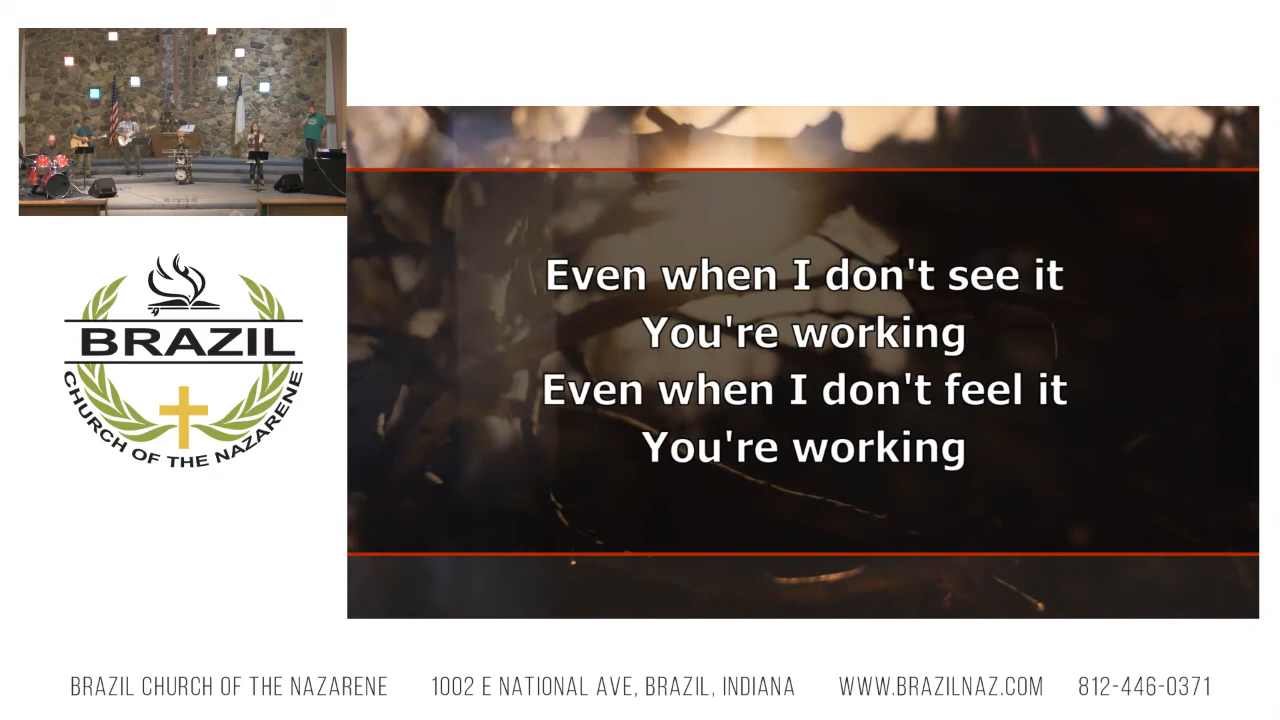 BRAZIL
CHURCH OF THE NAZARENE
Even when I don't see it
You're working
Even when I don't feel it
You're working
BRAZIL CHURCH OF THE NAZARENE 1002 E NATIONAL AVE, BRAZIL, INDIANA WWW.BRAZILNAZ.COM 812-446-0371